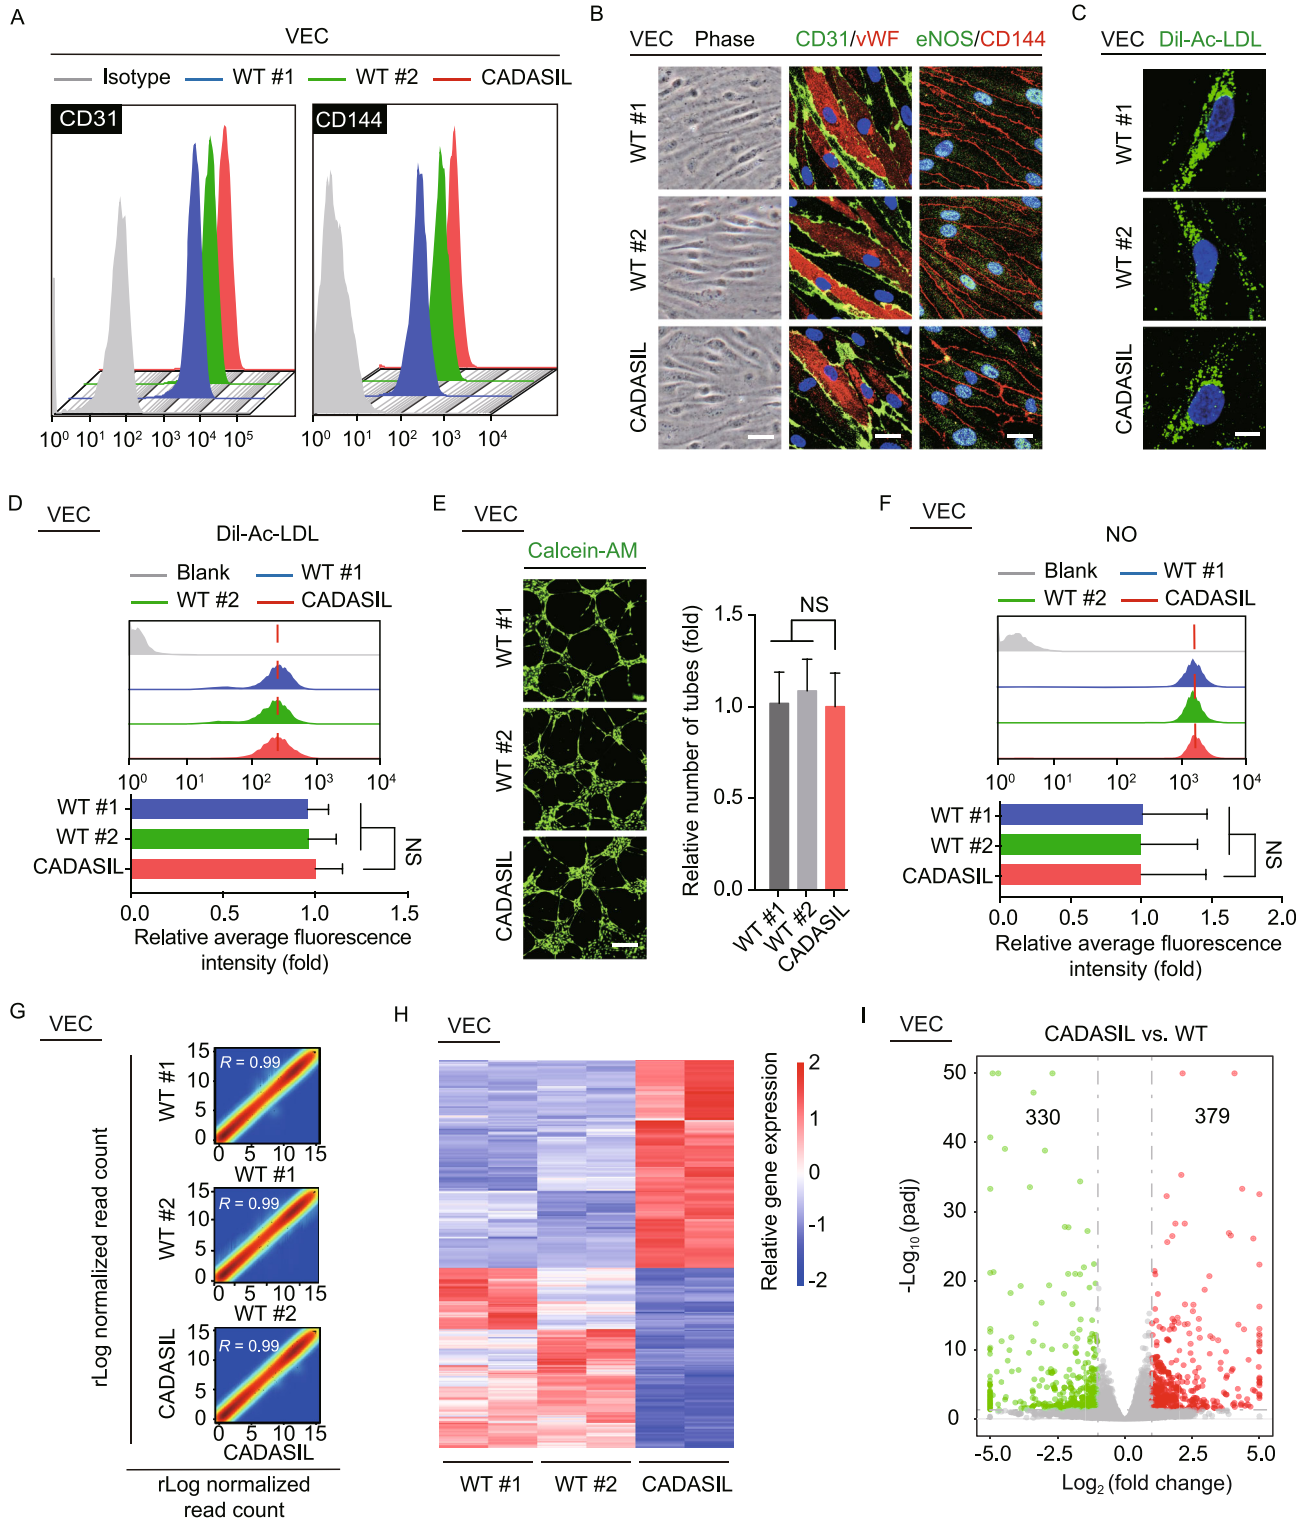 A
VEC
Isotype WT #1 WT #2 CADASIL
CD31
CD144
10⁰ 10¹ 10² 10³ 10⁴ 10⁵
10⁰ 10¹ 10² 10³ 10⁴
B
VEC Phase CD31/vWF eNOS/CD144
WT #1
WT #2
CADASIL
C
VEC Dil-Ac-LDL
WT #1
WT #2
CADASIL
D
VEC
Dil-Ac-LDL
Blank WT #1
WT #2 CADASIL
10⁰ 10¹ 10² 10³ 10⁴
WT #1
WT #2
CADASIL
NS
0.0 0.5 1.0 1.5
Relative average fluorescence
intensity (fold)
E
VEC
Calcein-AM
WT #1
WT #2
CADASIL
Relative number of tubes (fold)
1.5
1.0
0.5
0.0
NS
WT #1
WT #2
CADASIL
F
VEC
NO
Blank WT #1
WT #2 CADASIL
10⁰ 10¹ 10² 10³ 10⁴
WT #1
WT #2
CADASIL
NS
0.0 0.5 1.0 1.5 2.0
Relative average fluorescence
intensity (fold)
G
VEC
rLog normalized read count
WT #1
15
10
5
0
R = 0.99
0 5 10 15
WT #1
WT #2
15
10
5
0
R = 0.99
0 5 10 15
WT #2
CADASIL
15
10
5
0
R = 0.99
0 5 10 15
CADASIL
rLog normalized
read count
H
VEC
WT #1 WT #2 CADASIL
Relative gene expression
2
1
0
-1
-2
I
VEC
CADASIL vs. WT
-Log₁₀ (padj)
50
40
30
20
10
0
330 379
-5.0 -2.5 0.0 2.5 5.0
Log₂ (fold change)